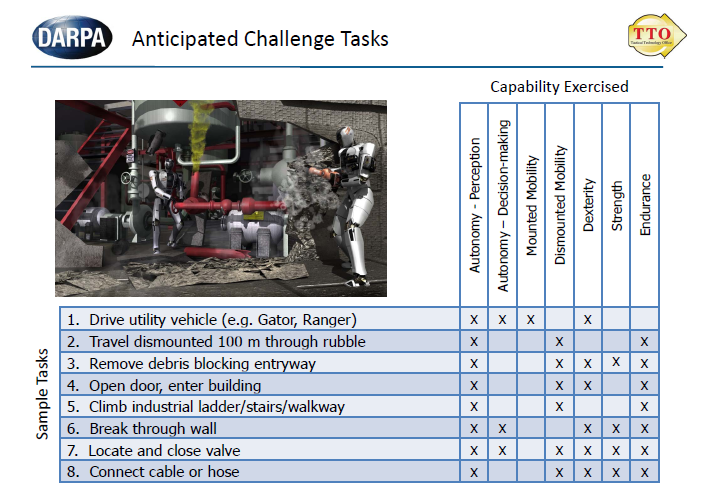 DARPA
Anticipated Challenge Tasks
TTO
Tactical Technology Office
Capability Exercised
Autonomy - Perception
Autonomy – Decision-making
Mounted Mobility
Dismounted Mobility
Dexterity
Strength
Endurance
Sample Tasks
1. Drive utility vehicle (e.g. Gator, Ranger) X X X X
2. Travel dismounted 100 m through rubble X X X
3. Remove debris blocking entryway X X X X X
4. Open door, enter building X X X X
5. Climb industrial ladder/stairs/walkway X X X
6. Break through wall X X X X X
7. Locate and close valve X X X X X X
8. Connect cable or hose X X X X X